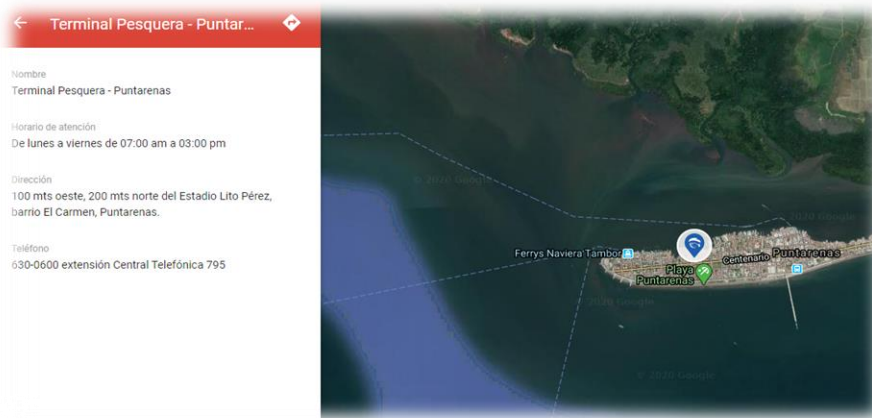 Terminal Pesquera - Puntar...
Nombre
Terminal Pesquera - Puntarenas
Horario de atención
De lunes a viernes de 07:00 am a 03:00 pm
Dirección
100 mts oeste, 200 mts norte del Estadio Lito Pérez,
barrio El Carmen, Puntarenas.
Teléfono
630-0600 extensión Central Telefónica 795
© 2020 Google
2020 Google
Ferrys Naviera Tambor
Centenario
Puntarenas
Playa
Puntarenas
© 2020 Google
© 2020 Google